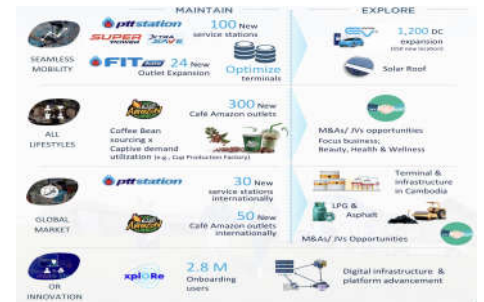 MAINTAIN
EXPLORE
pttstation
100 New
service stations
SUPER POWER
XTRA SAVE
FIT Auto
24 New
Outlet Expansion
Optimize
terminals
SEAMLESS
MOBILITY
1,200 DC
expansion
Solar Roof
ALL
LIFESTYLES
300 New
Café Amazon outlets
Coffee Bean
sourcing x
Captive demand
utilization (e.g., Cup Production Factory)
M&As/ JVs opportunities
Focus business;
Beauty, Health & Wellness
GLOBAL
MARKET
pttstation
30 New
service stations
internationally
50 New
Café Amazon outlets
internationally
Terminal &
infrastructure
in Cambodia
LPG &
Asphalt
M&As/ JVs Opportunities
OR
INNOVATION
xplORe
2.8 M
Onboarding
users
Digital infrastructure &
platform advancement